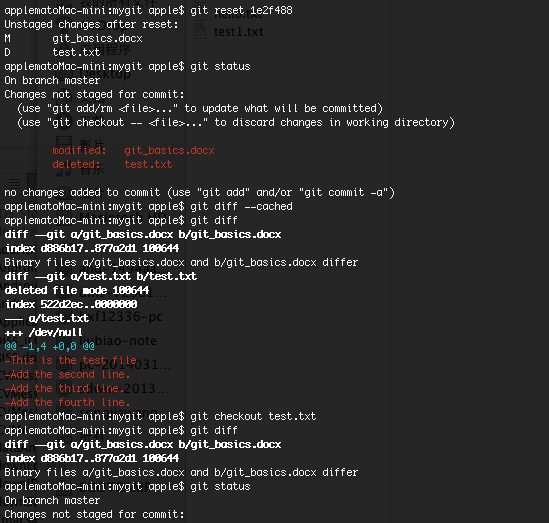 applematoMac-mini:mygit apple$ git reset 1e2f488
Unstaged changes after reset:
M git_basics.docx
D test.txt
applematoMac-mini:mygit apple$ git status
On branch master
Changes not staged for commit:
(use "git add/rm <file>..." to update what will be committed)
(use "git checkout -- <file>..." to discard changes in working directory)
modified: git_basics.docx
deleted: test.txt
no changes added to commit (use "git add" and/or "git commit -a")
applematoMac-mini:mygit apple$ git diff --cached
applematoMac-mini:mygit apple$ git diff
diff --git a/git_basics.docx b/git_basics.docx
index d886b17..877a2d1 100644
Binary files a/git_basics.docx and b/git_basics.docx differ
diff --git a/test.txt b/test.txt
deleted file mode 100644
index 522d2ec..0000000
--- a/test.txt
+++ /dev/null
@@ -1,4 +0,0 @@
-This is the test file.
-Add the second line.
-Add the third line.
-Add the fourth line.
applematoMac-mini:mygit apple$ git checkout test.txt
applematoMac-mini:mygit apple$ git diff
diff --git a/git_basics.docx b/git_basics.docx
index d886b17..877a2d1 100644
Binary files a/git_basics.docx and b/git_basics.docx differ
applematoMac-mini:mygit apple$ git status
On branch master
Changes not staged for commit:
test1.txt
Desktop